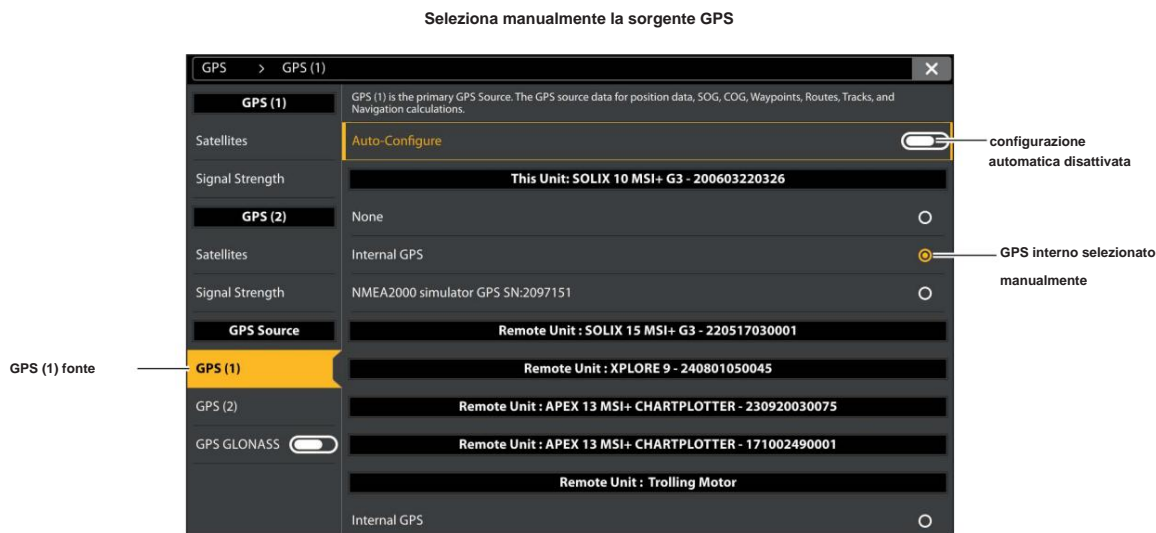 Seleziona manualmente la sorgente GPS
GPS > GPS (1)
GPS (1)
Satellites
Signal Strength
GPS (2)
Satellites
Signal Strength
GPS Source
GPS (1)
GPS (2)
GPS GLONASS
GPS (1) is the primary GPS Source. The GPS source data for position data, SOG, COG, Waypoints, Routes, Tracks, and
Navigation calculations.
Auto-Configure
This Unit: SOLIX 10 MSI+ G3 - 200603220326
None
Internal GPS
NMEA2000 simulator GPS SN:2097151
Remote Unit : SOLIX 15 MSI+ G3 - 220517030001
Remote Unit : XPLORE 9 - 240801050045
Remote Unit : APEX 13 MSI+ CHARTPLOTTER - 230920030075
Remote Unit : APEX 13 MSI+ CHARTPLOTTER - 171002490001
Remote Unit : Trolling Motor
Internal GPS
configurazione
automatica disattivata
GPS interno selezionato
manualmente
GPS (1) fonte